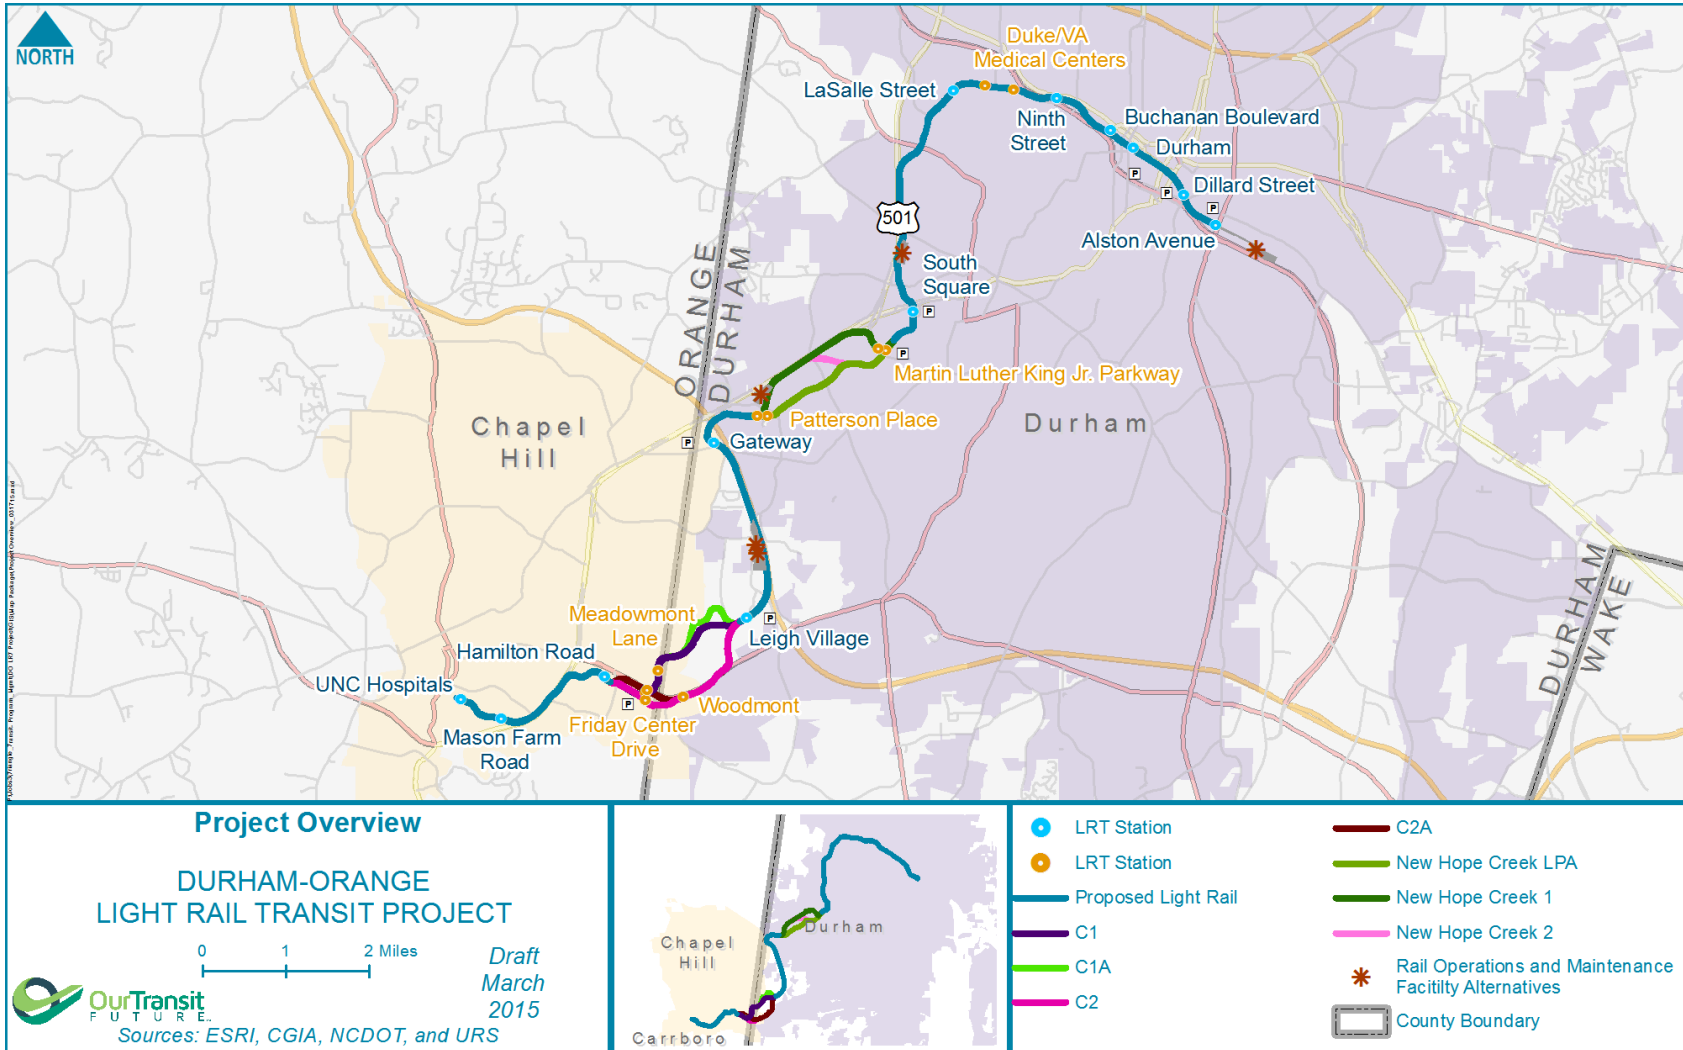 NORTH
Duke/VA
Medical Centers
LaSalle Street
Ninth
Street
Buchanan Boulevard
Durham
P
P
Dillard Street
P
Alston Avenue
501
South
Square
P
ORANGE
DURHAM
P
Martin Luther King Jr. Parkway
Patterson Place
Durham
Chapel
Hill
P
Gateway
DURHAM
WAKE
Meadowmont
Lane
P
Leigh Village
Hamilton Road
UNC Hospitals
P
Woodmont
Friday Center
Drive
Mason Farm
Road
Project Overview
DURHAM-ORANGE
LIGHT RAIL TRANSIT PROJECT
0 1 2 Miles
Draft
March
2015
OurTransit
FUTURE
Sources: ESRI, CGIA, NCDOT, and URS
Durham
Chapel
Hill
Carrboro
LRT Station
LRT Station
Proposed Light Rail
C1
C1A
C2
C2A
New Hope Creek LPA
New Hope Creek 1
New Hope Creek 2
Rail Operations and Maintenance
Facitilty Alternatives
County Boundary